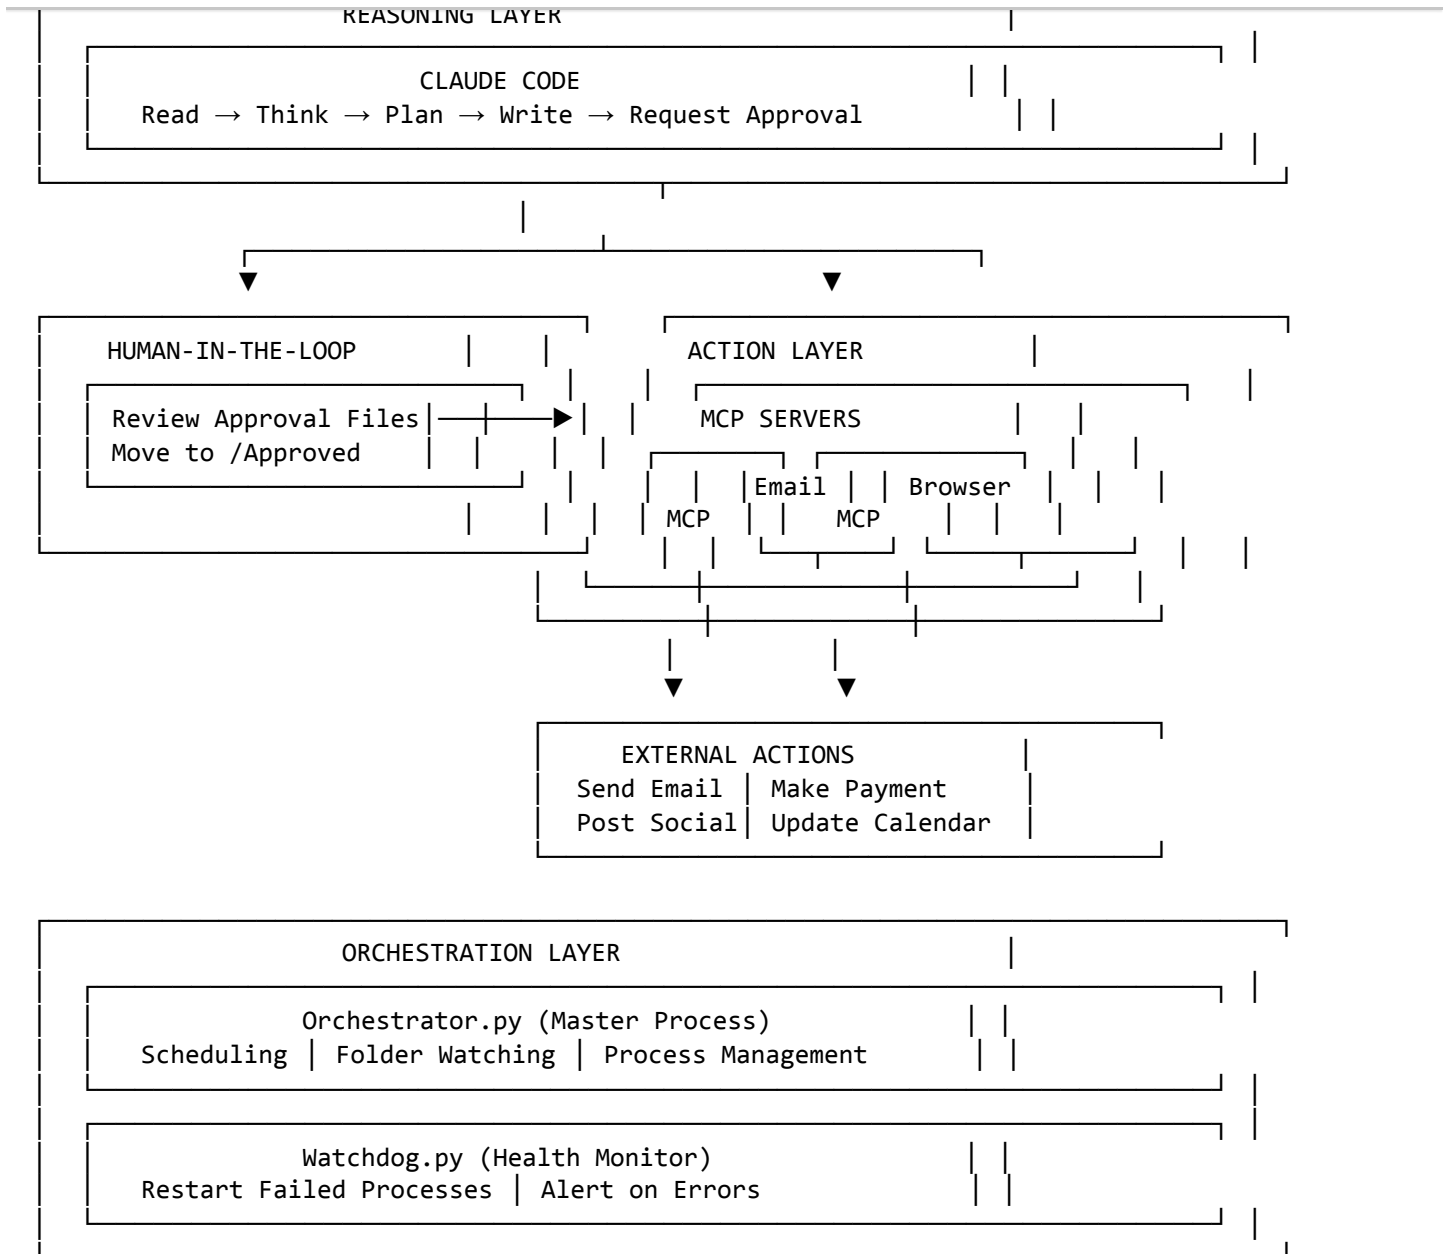 REASONING LAYER
CLAUDE CODE
Read → Think → Plan → Write → Request Approval
HUMAN-IN-THE-LOOP
Review Approval Files
Move to /Approved
ACTION LAYER
MCP SERVERS
Email Browser
MCP MCP
EXTERNAL ACTIONS
Send Email │ Make Payment
Post Social│ Update Calendar
ORCHESTRATION LAYER
Orchestrator.py (Master Process)
Scheduling │ Folder Watching │ Process Management
Watchdog.py (Health Monitor)
Restart Failed Processes │ Alert on Errors